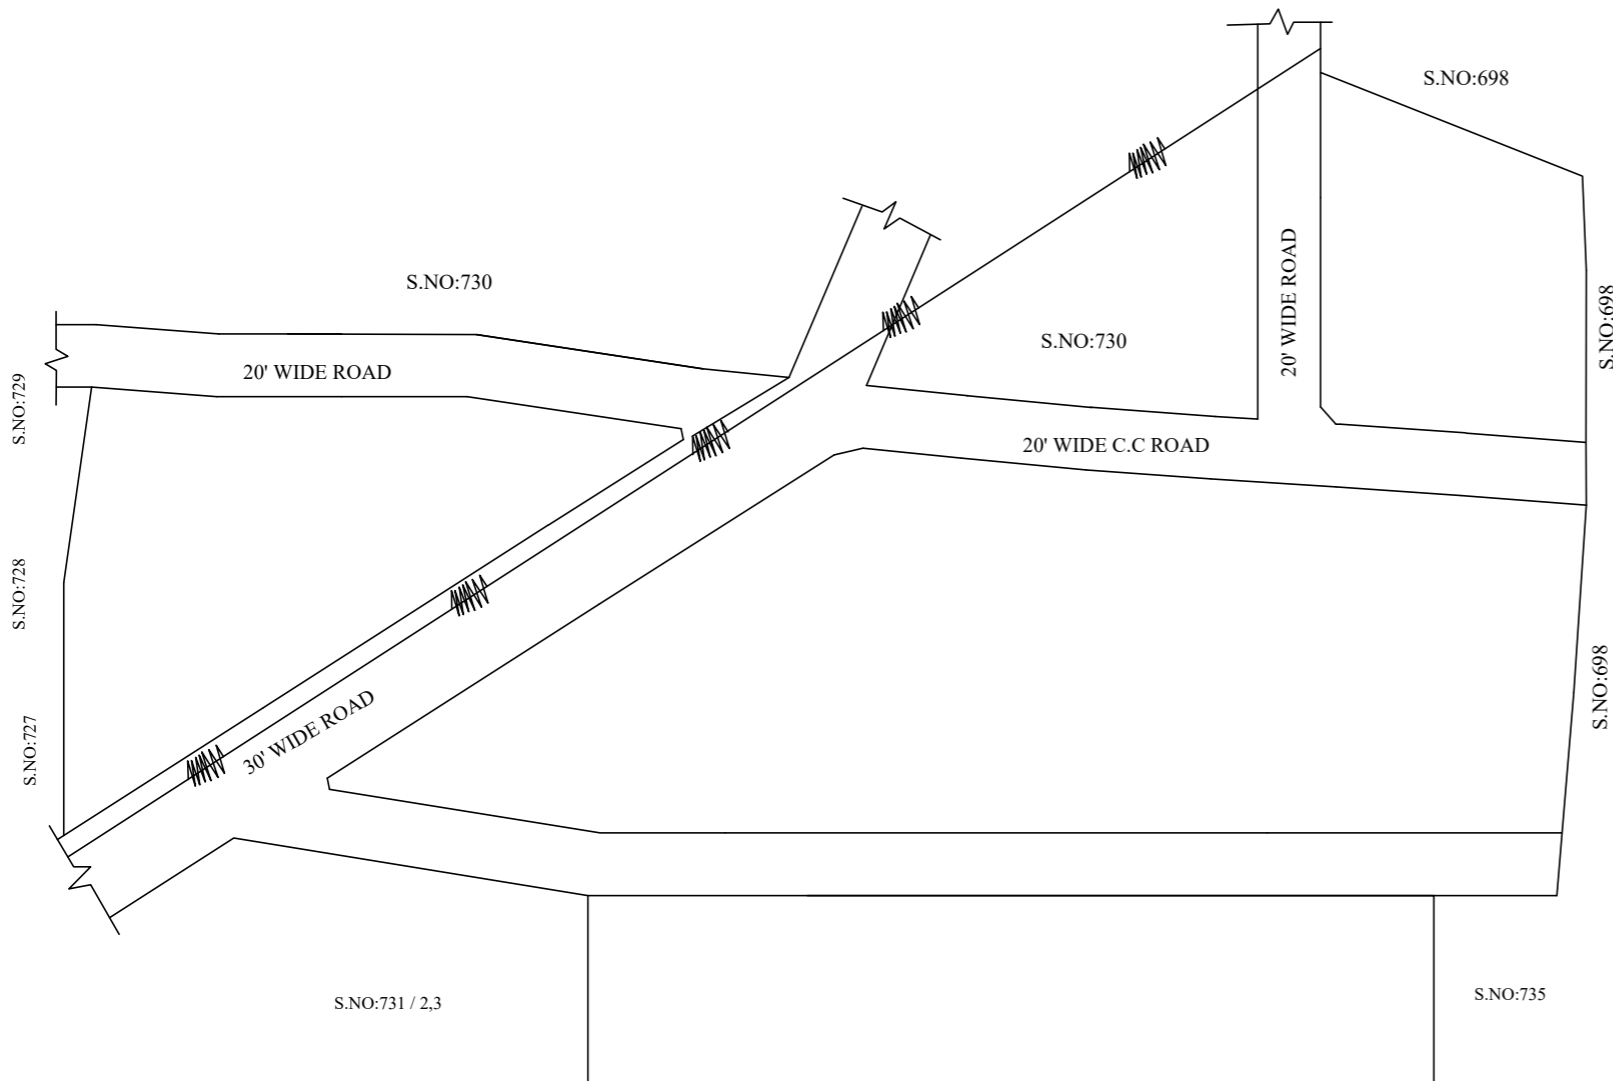 S.NO:698
S.NO:730
20' WIDE ROAD
S.NO:698
S.NO:730
20' WIDE ROAD
S.NO:729
20' WIDE C.C ROAD
S.NO:728
S.NO:698
30' WIDE ROAD
S.NO:727
S.NO:731 / 2,3
S.NO:735